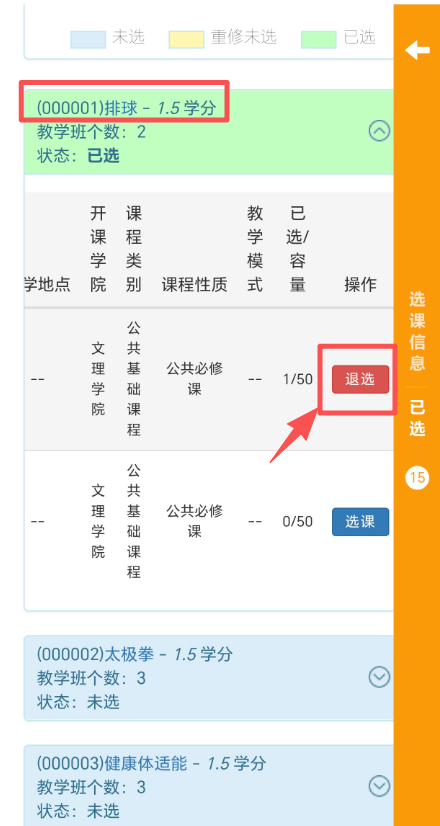 未选 重修未选 已选
(000001)排球 - 1.5 学分
教学班个数: 2
状态: 已选
学地点 开课学院 课程类别 课程性质 教学模式 已选/容量 操作
-- 文理学院 公共基础课程 公共必修课 -- 1/50 退选
-- 文理学院 公共基础课程 公共必修课 -- 0/50 选课
(000002)太极拳 - 1.5 学分
教学班个数: 3
状态: 未选
(000003)健康体适能 - 1.5 学分
教学班个数: 3
状态: 未选
选课信息
已选
15